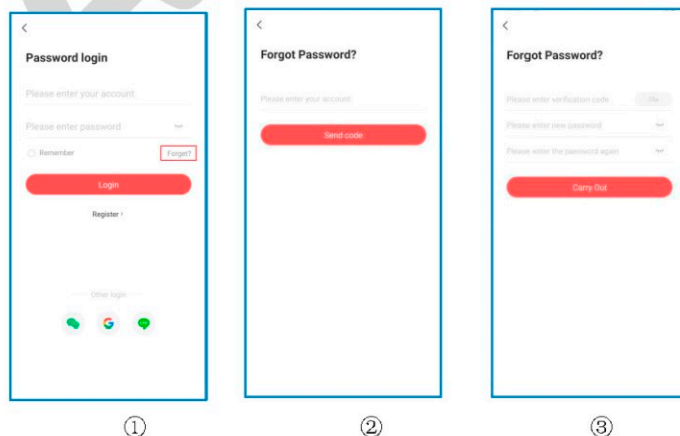 Password login
Please enter your account
Please enter password
Remember
Forget?
Login
Register ›
Other login
①
Forgot Password?
Please enter your account
Send code
②
Forgot Password?
Please enter verification code
Please enter new password
Please enter the password again
Carry Out
③